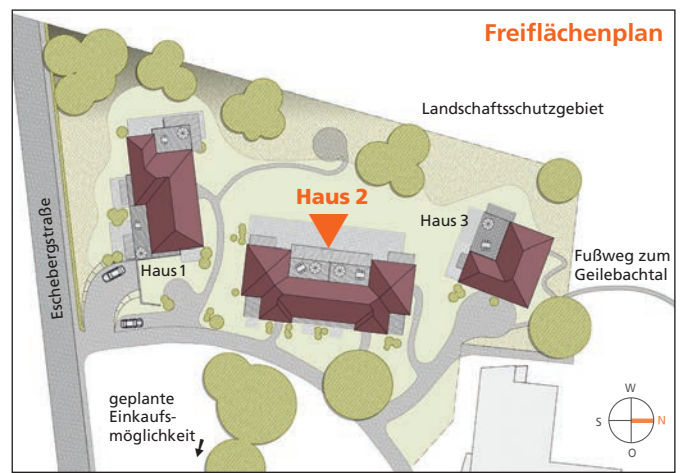 Freiflächenplan
Landschaftsschutzgebiet
Haus 2
Haus 3
Haus 1
Fußweg zum
Geilebachtal
Eschebergstraße
geplante
Einkaufs-
möglichkeit
W
S
N
O